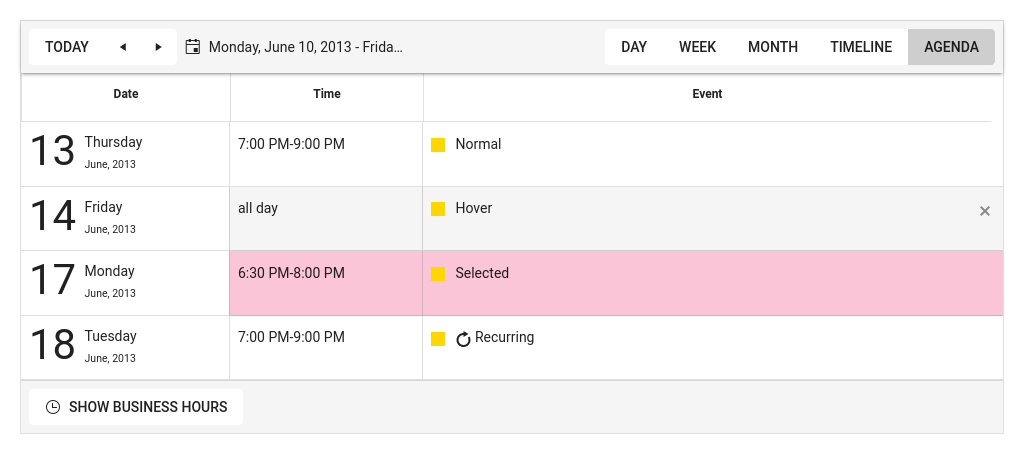 TODAY Monday, June 10, 2013 - Frida... DAY WEEK MONTH TIMELINE AGENDA
Date Time Event
13 Thursday 7:00 PM-9:00 PM Normal
June, 2013
14 Friday all day Hover
June, 2013
17 Monday 6:30 PM-8:00 PM Selected
June, 2013
18 Tuesday 7:00 PM-9:00 PM Recurring
June, 2013
SHOW BUSINESS HOURS